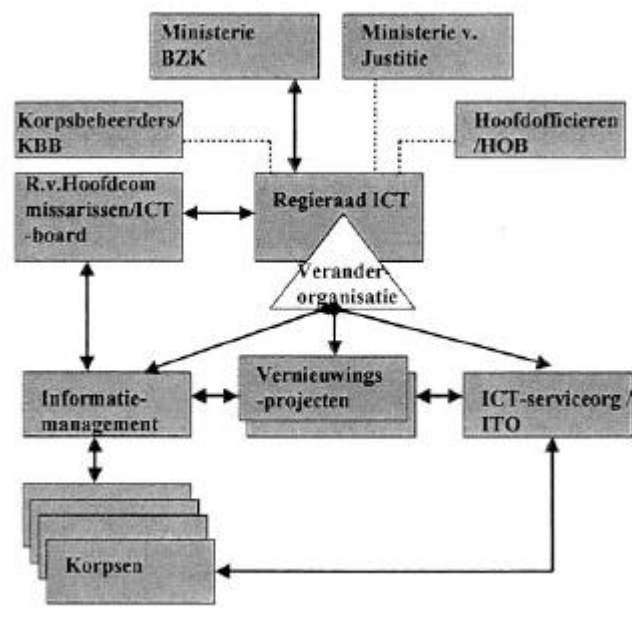 Ministerie
BZK
Ministerie v.
Justitie
Korpsbeheerders/
KBB
Hoofdofficieren
/HOB
R.v.Hoofdcom
missarissen/ICT
-board
Regieraad ICT
Verander-
organisatie
Informatie-
management
Vernieuwings
-projecten
ICT-serviceorg /
ITO
Korpsen